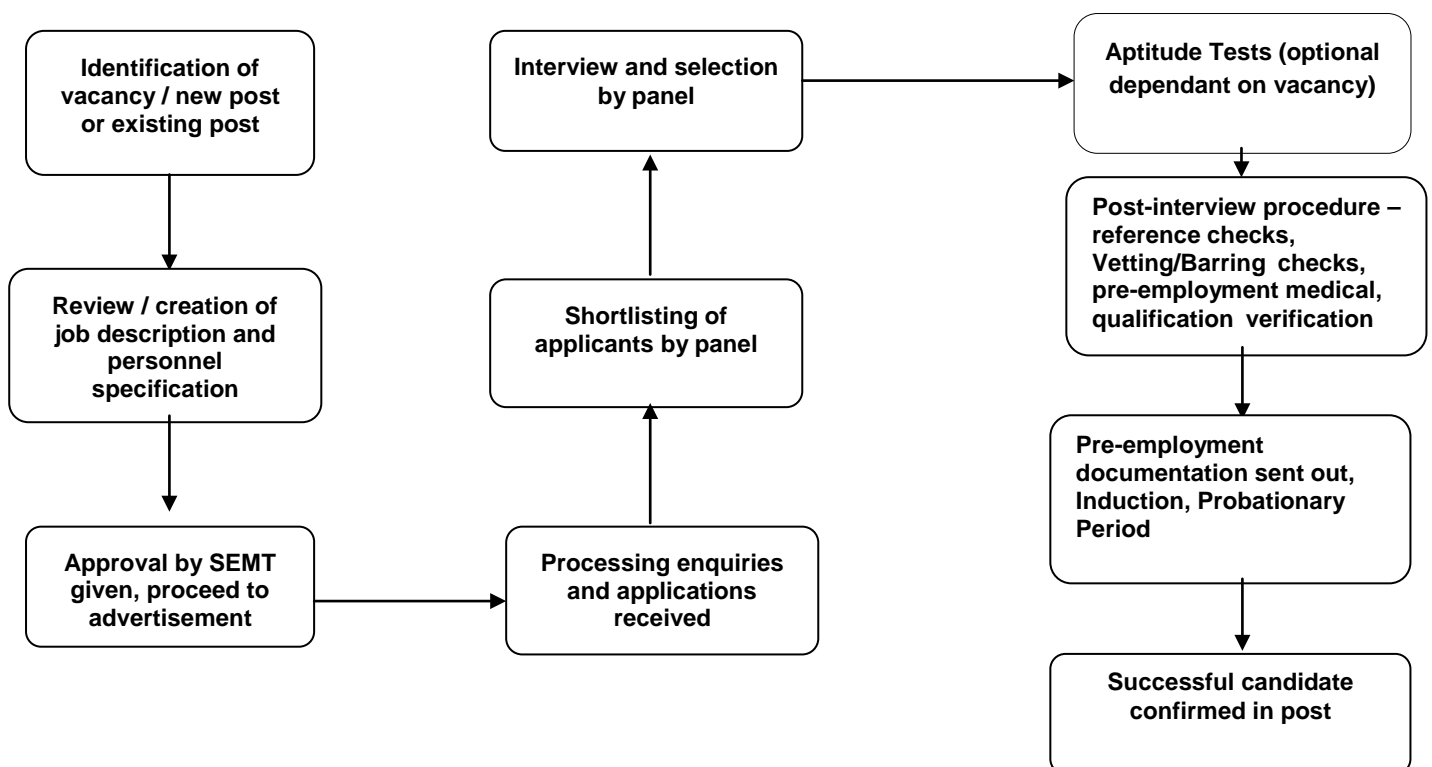 Identification of
vacancy / new post
or existing post
Review / creation of
job description and
personnel
specification
Approval by SEMT
given, proceed to
advertisement
Processing enquiries
and applications
received
Shortlisting of
applicants by panel
Interview and selection
by panel
Aptitude Tests (optional
dependant on vacancy)
Post-interview procedure –
reference checks,
Vetting/Barring checks,
pre-employment medical,
qualification verification
Pre-employment
documentation sent out,
Induction, Probationary
Period
Successful candidate
confirmed in post